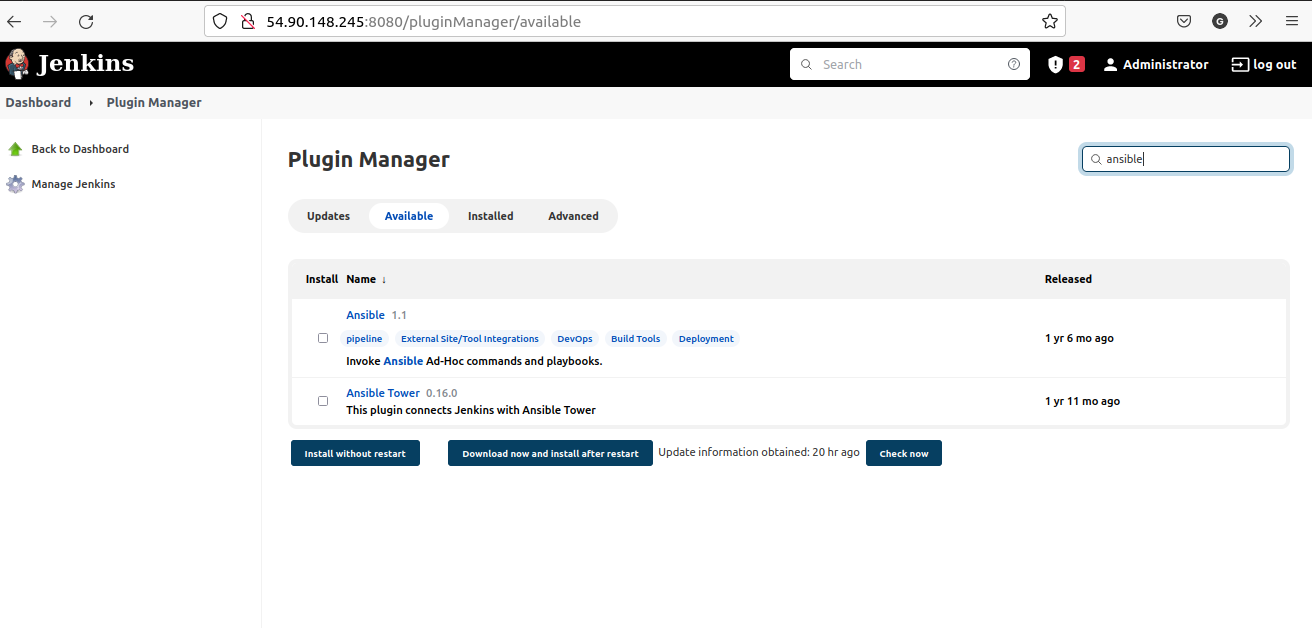 54.90.148.245:8080/pluginManager/available
G
Jenkins
Search
2
Administrator
log out
Dashboard
Plugin Manager
Back to Dashboard
Manage Jenkins
Plugin Manager
ansible
Updates
Available
Installed
Advanced
Install Name ↓ Released
Ansible 1.1
pipeline External Site/Tool Integrations DevOps Build Tools Deployment
Invoke Ansible Ad-Hoc commands and playbooks.
1 yr 6 mo ago
Ansible Tower 0.16.0
This plugin connects Jenkins with Ansible Tower
1 yr 11 mo ago
Install without restart
Download now and install after restart
Update information obtained: 20 hr ago
Check now